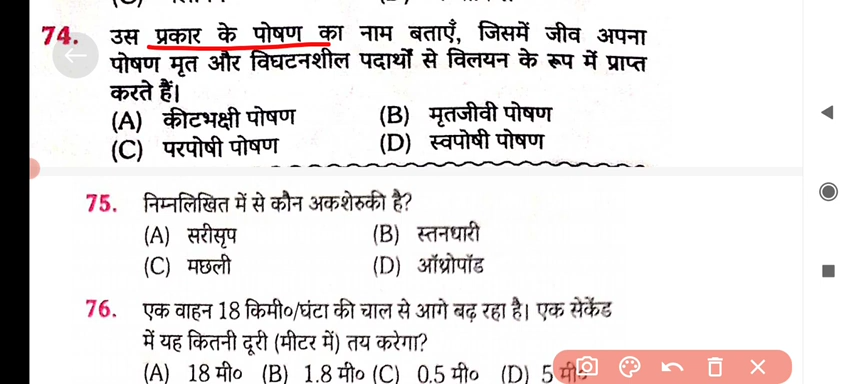 74. उस प्रकार के पोषण का नाम बताएँ, जिसमें जीव अपना
पोषण मृत और विघटनशील पदार्थों से विलयन के रूप में प्राप्त
करते हैं।
(A) कीटभक्षी पोषण (B) मृतजीवी पोषण
(C) परपोषी पोषण (D) स्वपोषी पोषण
75. निम्नलिखित में से कौन अकशेरुकी है?
(A) सरीसृप (B) स्तनधारी
(C) मछली (D) ऑथ्रोपॉड
76. एक वाहन 18 किमी०/घंटा की चाल से आगे बढ़ रहा है। एक सेकेंड
में यह कितनी दूरी (मीटर में) तय करेगा?
(A) 18 मी० (B) 1.8 मी० (C) 0.5 मी० (D) 5 मी०